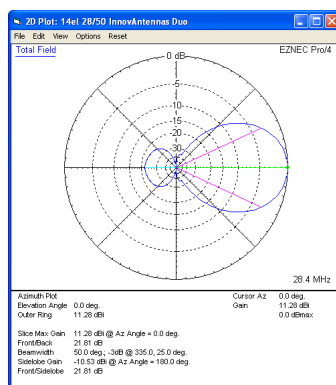 2D Plot: 14el 28/50 InnovAntennas Duo
File Edit View Options Reset
Total Field
EZNEC Pro/4
0 dB
-5
-10
-15
-20
-30
28.4 MHz
Azimuth Plot
Elevation Angle 0.0 deg.
Outer Ring 11.28 dBi
Cursor Az 0.0 deg.
Gain 11.28 dBi
0.0 dBmax
Slice Max Gain 11.28 dBi @ Az Angle = 0.0 deg.
Front/Back 21.81 dB
Beamwidth 50.0 deg.; -3dB @ 335.0, 25.0 deg.
Sidelobe Gain -10.53 dBi @ Az Angle = 180.0 deg.
Front/Sidelobe 21.81 dB